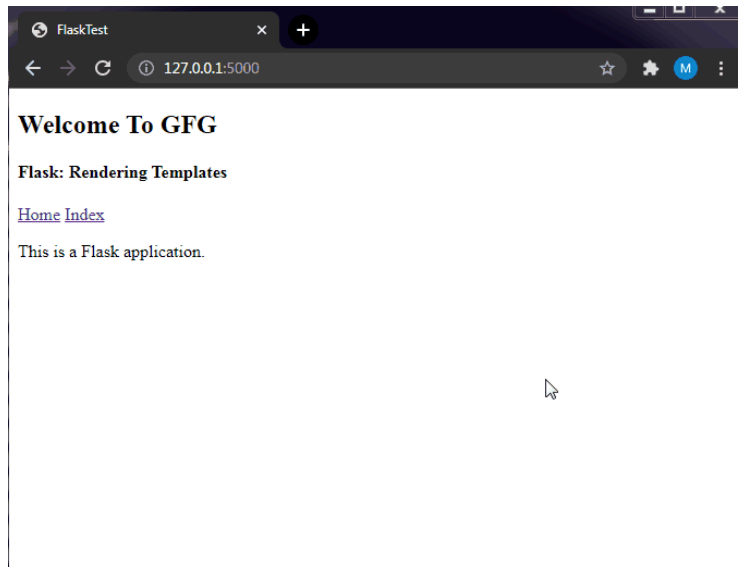 FlaskTest
127.0.0.1:5000
M
Welcome To GFG
Flask: Rendering Templates
Home Index
This is a Flask application.